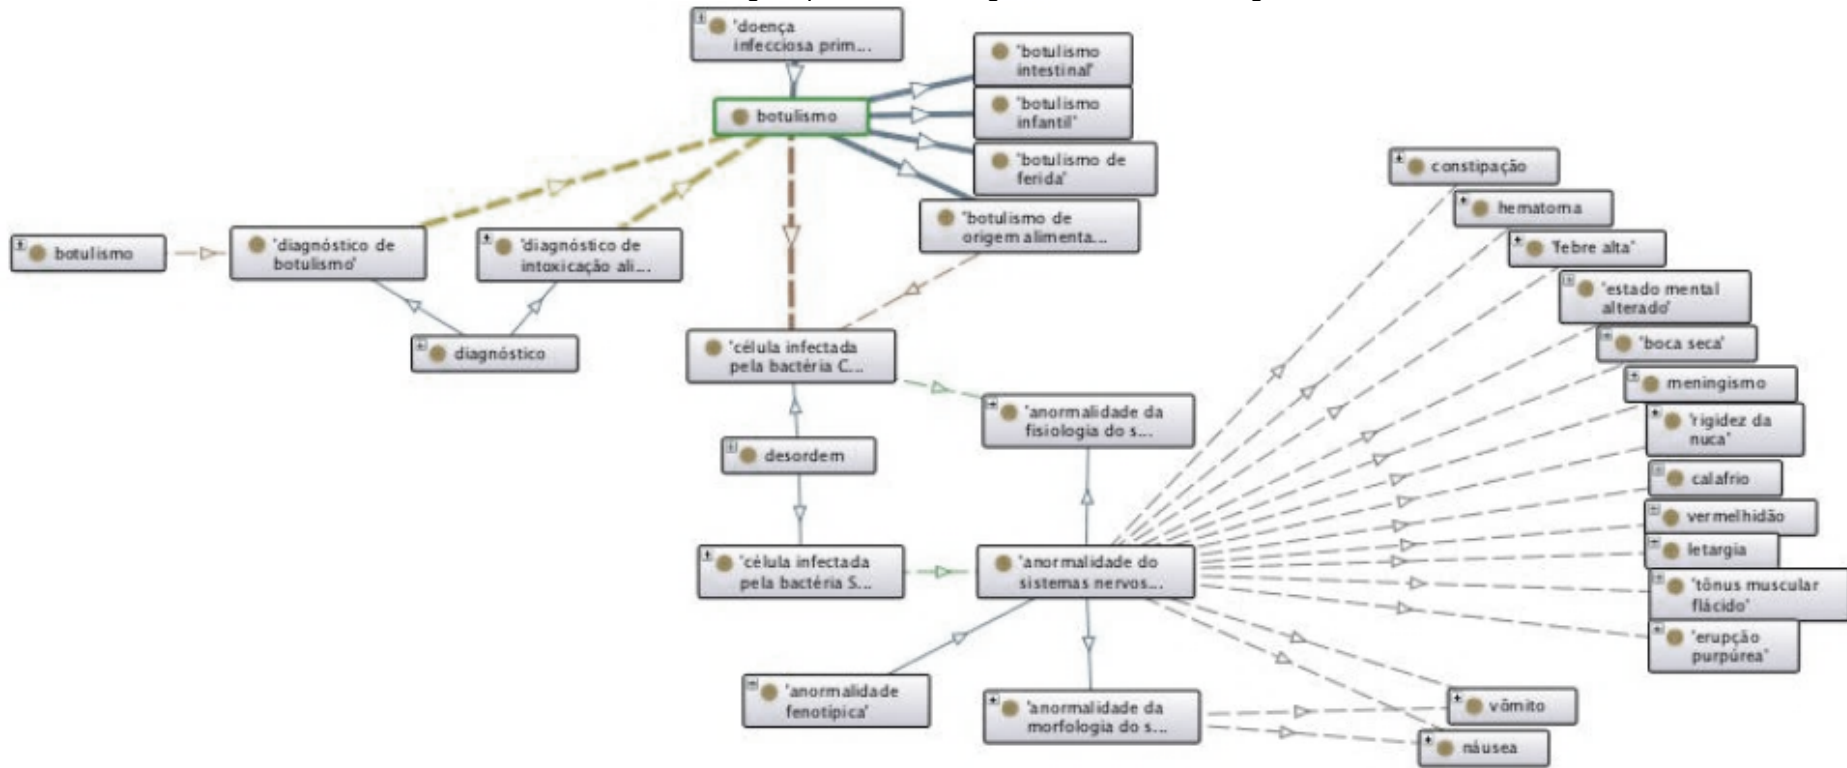 'doença
infecciosa prim...
'botulismo
intestinal'
botulismo
'botulismo
infantil'
'botulismo de
ferida'
'botulismo de
origem alimenta...
botulismo
'diagnóstico de
botulismo'
'diagnóstico de
intoxicação ali...
diagnóstico
'célula infectada
pela bactéria C...
'anormalidade da
fisiologia do s...
desordem
'célula infectada
pela bactéria S...
'anormalidade do
sistemas nervos...
'anormalidade
fenotípica'
'anormalidade da
morfologia do s...
constipação
hematoma
'febre alta'
'estado mental
alterado'
'boca seca'
meningismo
'rigidez da
nuca'
calafrio
vermelhidão
letargia
'tônus muscular
flácido'
'erupção
purpúrea'
vômito
náusea